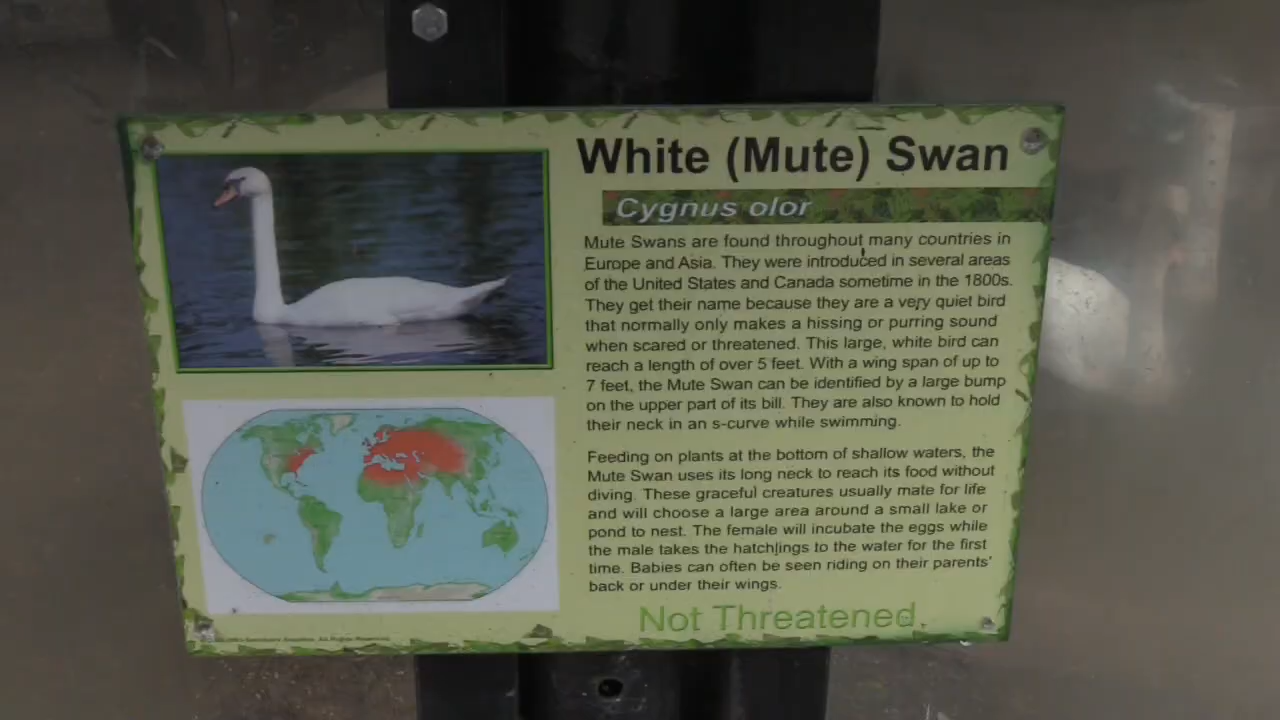 White (Mute) Swan
Cygnus olor
Mute Swans are found throughout many countries in
Europe and Asia. They were introduced in several areas
of the United States and Canada sometime in the 1800s.
They get their name because they are a very quiet bird
that normally only makes a hissing or purring sound
when scared or threatened. This large, white bird can
reach a length of over 5 feet. With a wing span of up to
7 feet, the Mute Swan can be identified by a large bump
on the upper part of its bill. They are also known to hold
their neck in an s-curve while swimming.
Feeding on plants at the bottom of shallow waters, the
Mute Swan uses its long neck to reach its food without
diving. These graceful creatures usually mate for life
and will choose a large area around a small lake or
pond to nest. The female will incubate the eggs while
the male takes the hatchlings to the water for the first
time. Babies can often be seen riding on their parents'
back or under their wings.
Not Threatened
All Rights Reserved.